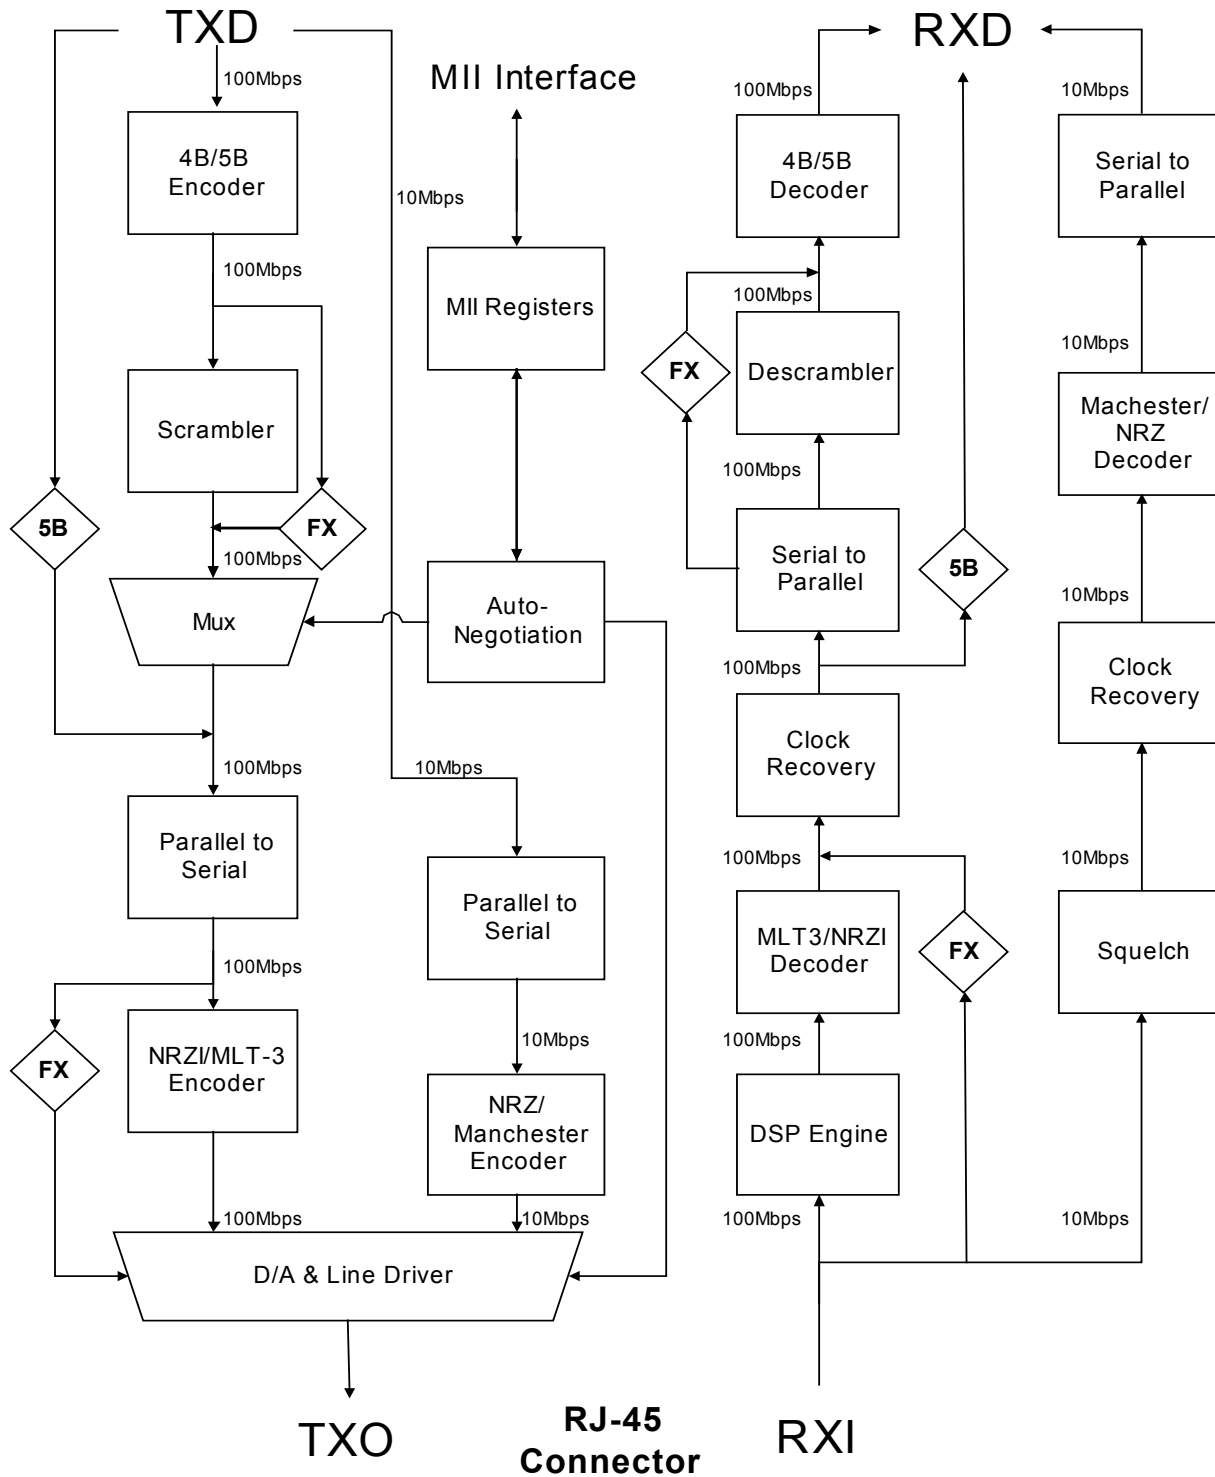 TXD
100Mbps
4B/5B
Encoder
100Mbps
Scrambler
5B
FX
100Mbps
Mux
100Mbps
Parallel to
Serial
100Mbps
FX
NRZI/MLT-3
Encoder
100Mbps
D/A & Line Driver
TXO
10Mbps
10Mbps
Parallel to
Serial
10Mbps
NRZ/
Manchester
Encoder
10Mbps
MII Interface
MII Registers
Auto-
Negotiation
RJ-45
Connector
RXD
100Mbps
4B/5B
Decoder
100Mbps
FX
Descrambler
100Mbps
Serial to
Parallel
5B
100Mbps
Clock
Recovery
100Mbps
MLT3/NRZI
Decoder
FX
100Mbps
DSP Engine
100Mbps
RXI
10Mbps
Serial to
Parallel
10Mbps
Machester/
NRZ
Decoder
10Mbps
Clock
Recovery
10Mbps
Squelch
10Mbps